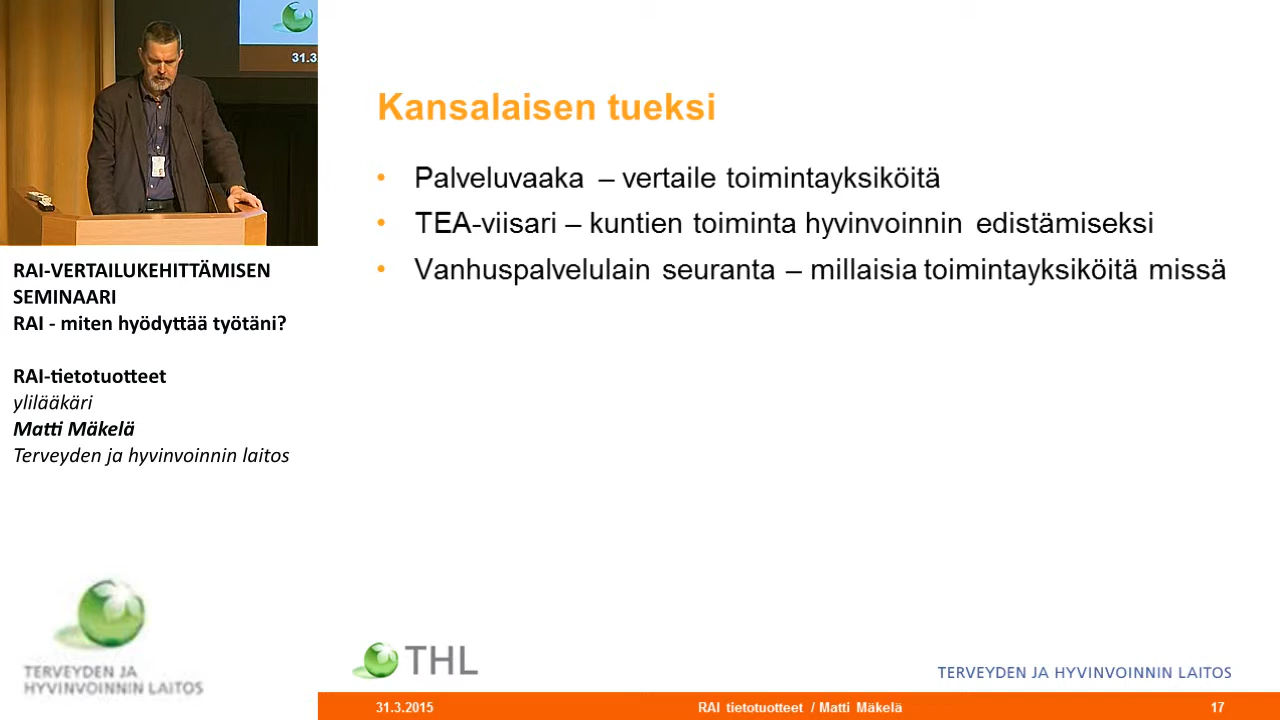 31.3
RAI-VERTAILUKEHITTÄMISEN
SEMINAARI
RAI - miten hyödyttää työtäni?
RAI-tietotuotteet
ylilääkäri
Matti Mäkelä
Terveyden ja hyvinvoinnin laitos
TERVEYDEN JA
HYVINVOINNIN LAITOS
Kansalaisen tueksi
• Palveluvaaka – vertaile toimintayksiköitä
• TEA-viisari – kuntien toiminta hyvinvoinnin edistämiseksi
• Vanhuspalvelulain seuranta – millaisia toimintayksiköitä missä
THL
TERVEYDEN JA HYVINVOINNIN LAITOS
31.3.2015
RAI tietotuotteet / Matti Mäkelä
17